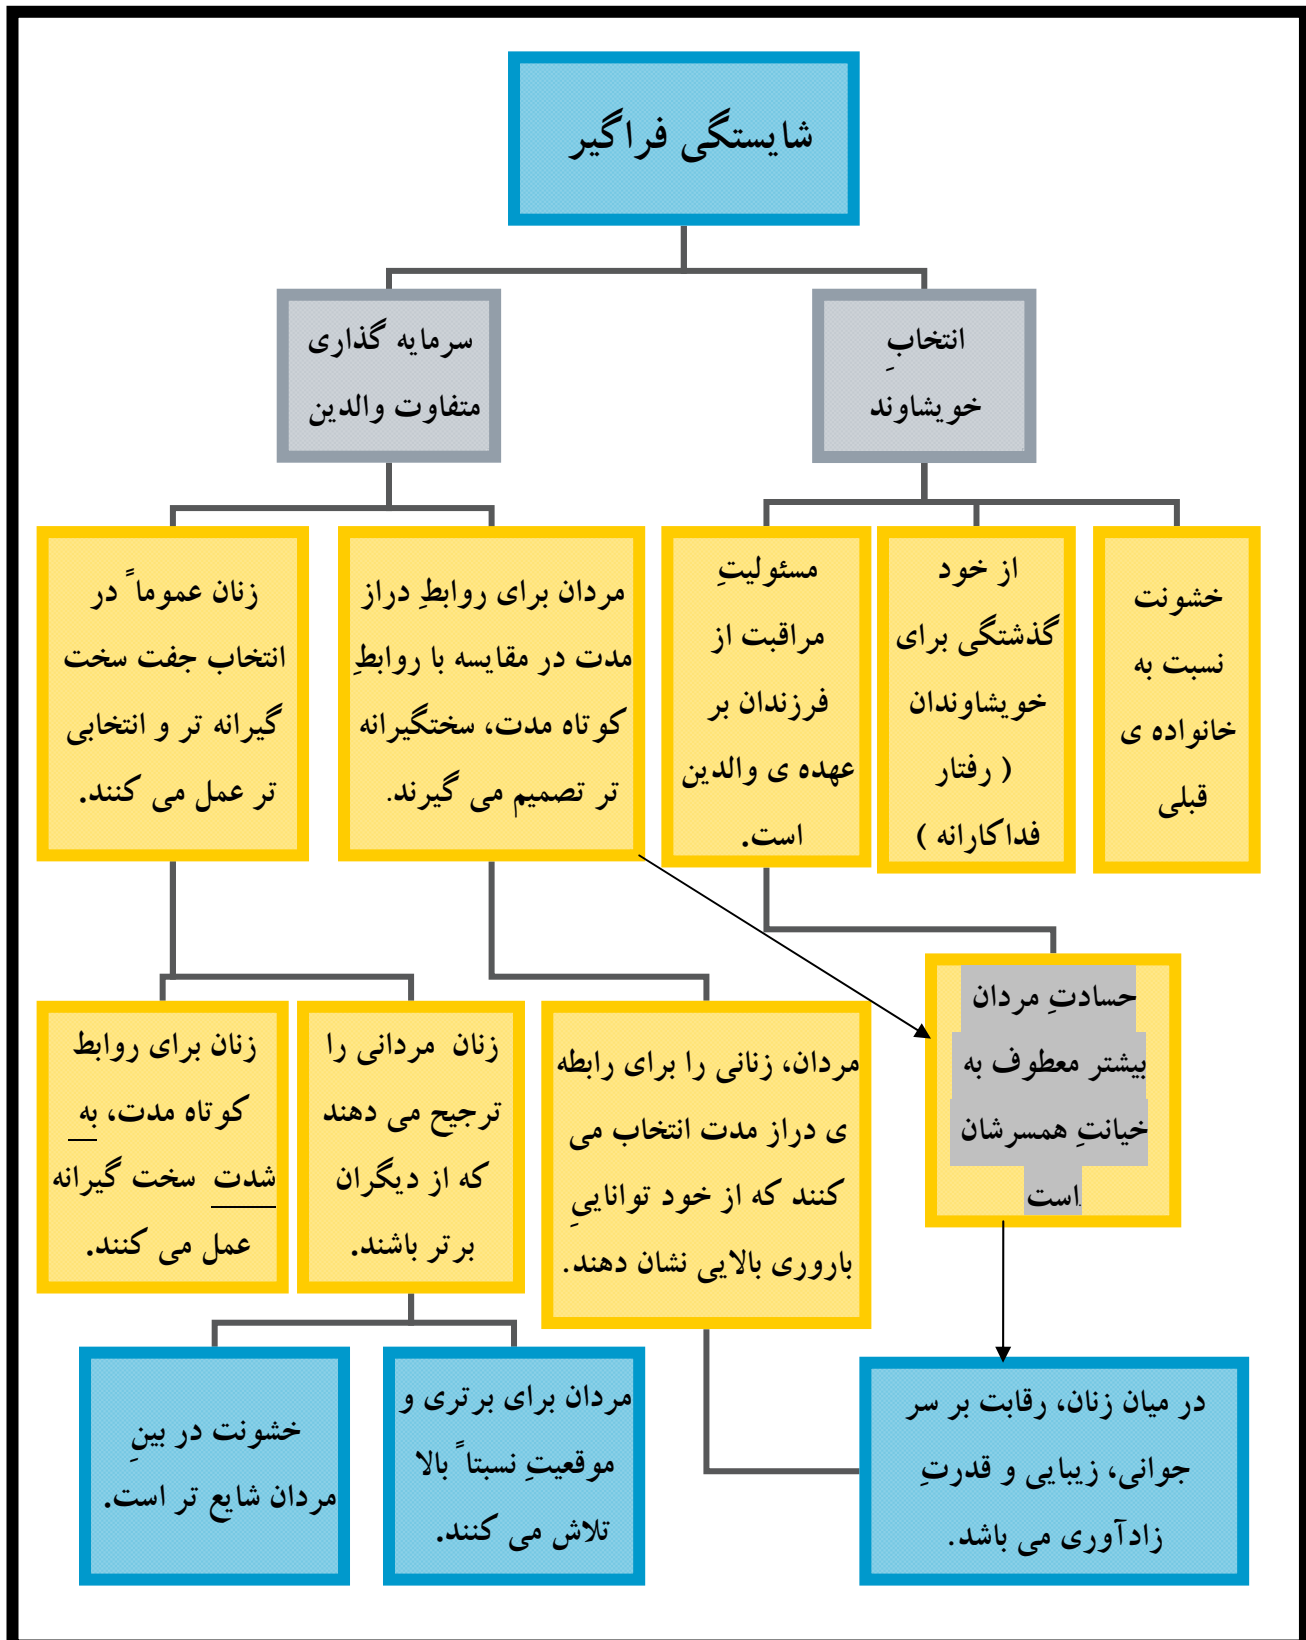 شایستگی فراگیر
انتخابِ
خویشاوند
سرمایه گذاری
متفاوت والدین
خشونت
نسبت به
خانواده ی
قبلی
از خود
گذشتگی برای
خویشاوندان
( رفتار
فداکارانه )
مسئولیتِ
مراقبت از
فرزندان بر
عهده ی والدین
است.
مردان برای روابطِ دراز
مدت در مقایسه با روابطِ
کوتاه مدت، سختگیرانه
تر تصمیم می گیرند.
زنان عموما ً در
انتخاب جفت سخت
گیرانه تر و انتخابی
تر عمل می کنند.
حسادتِ مردان
بیشتر معطوف به
خیانتِ همسرشان
است.
مردان، زنانی را برای رابطه
ی دراز مدت انتخاب می
کنند که از خود تواناییِ
باروری بالایی نشان دهند.
زنان مردانی را
ترجیح می دهند
که از دیگران
برتر باشند.
زنان برای روابط
کوتاه مدت، به
شدت سخت گیرانه
عمل می کنند.
در میان زنان، رقابت بر سر
جوانی، زیبایی و قدرتِ
زادآوری می باشد.
مردان برای برتری و
موقعیتِ نسبتا ً بالا
تلاش می کنند.
خشونت در بینِ
مردان شایع تر است.